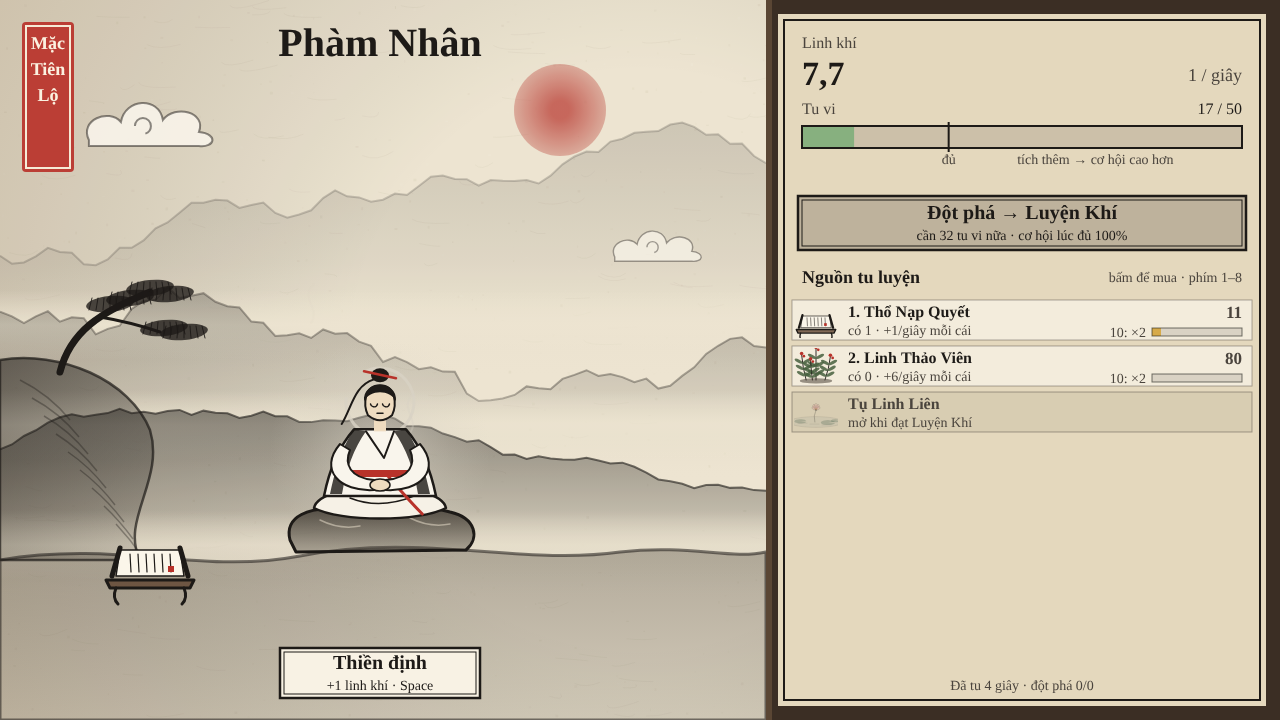 Mặc
Tiên
Lộ
Phàm Nhân
Thiền định
+1 linh khí · Space
Linh khí
7,7
1 / giây
Tu vi
17 / 50
đủ
tích thêm → cơ hội cao hơn
Đột phá → Luyện Khí
cần 32 tu vi nữa · cơ hội lúc đủ 100%
Nguồn tu luyện
bấm để mua · phím 1–8
1. Thổ Nạp Quyết
11
có 1 · +1/giây mỗi cái
10: ×2
2. Linh Thảo Viên
80
có 0 · +6/giây mỗi cái
10: ×2
Tụ Linh Liên
mở khi đạt Luyện Khí
Đã tu 4 giây · đột phá 0/0